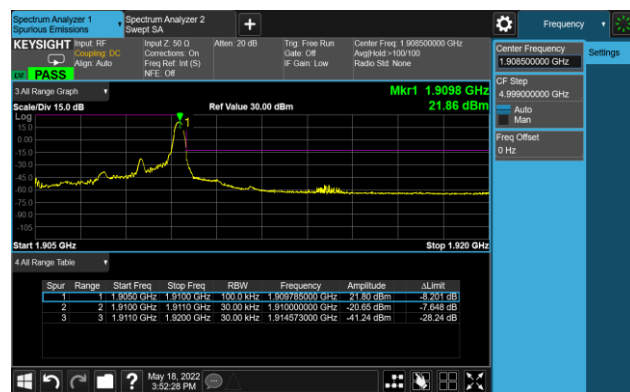 Spectrum Analyzer 1
Spurious Emissions
Spectrum Analyzer 2
Swept SA
Frequency
KEYSIGHT
Input: RF
Coupling: DC
Align: Auto
Input Z: 50 Ω
Corrections: On
Freq Ref: Int (S)
NFE: Off
Atten: 20 dB
Trig: Free Run
Gate: Off
IF Gain: Low
Center Freq: 1.908500000 GHz
Avg|Hold:>100/100
Radio Std: None
PASS
Center Frequency
1.908500000 GHz
Settings
CF Step
4.999000000 GHz
Auto
Man
Freq Offset
0 Hz
3 All Range Graph
Mkr1 1.9098 GHz
Scale/Div 15.0 dB
Ref Value 30.00 dBm
21.86 dBm
Log
1
15.0
0.00
-15.0
-30.0
-45.0
-60.0
-75.0
-90.0
-105
Start 1.905 GHz
Stop 1.920 GHz
4 All Range Table
Spur Range Start Freq Stop Freq RBW Frequency Amplitude ΔLimit
1 1 1.9050 GHz 1.9100 GHz 100.0 kHz 1.909785000 GHz 21.80 dBm -8.201 dB
2 2 1.9100 GHz 1.9110 GHz 30.00 kHz 1.910000000 GHz -20.65 dBm -7.648 dB
3 3 1.9110 GHz 1.9200 GHz 30.00 kHz 1.914573000 GHz -41.24 dBm -28.24 dB
May 18, 2022
3:52:28 PM